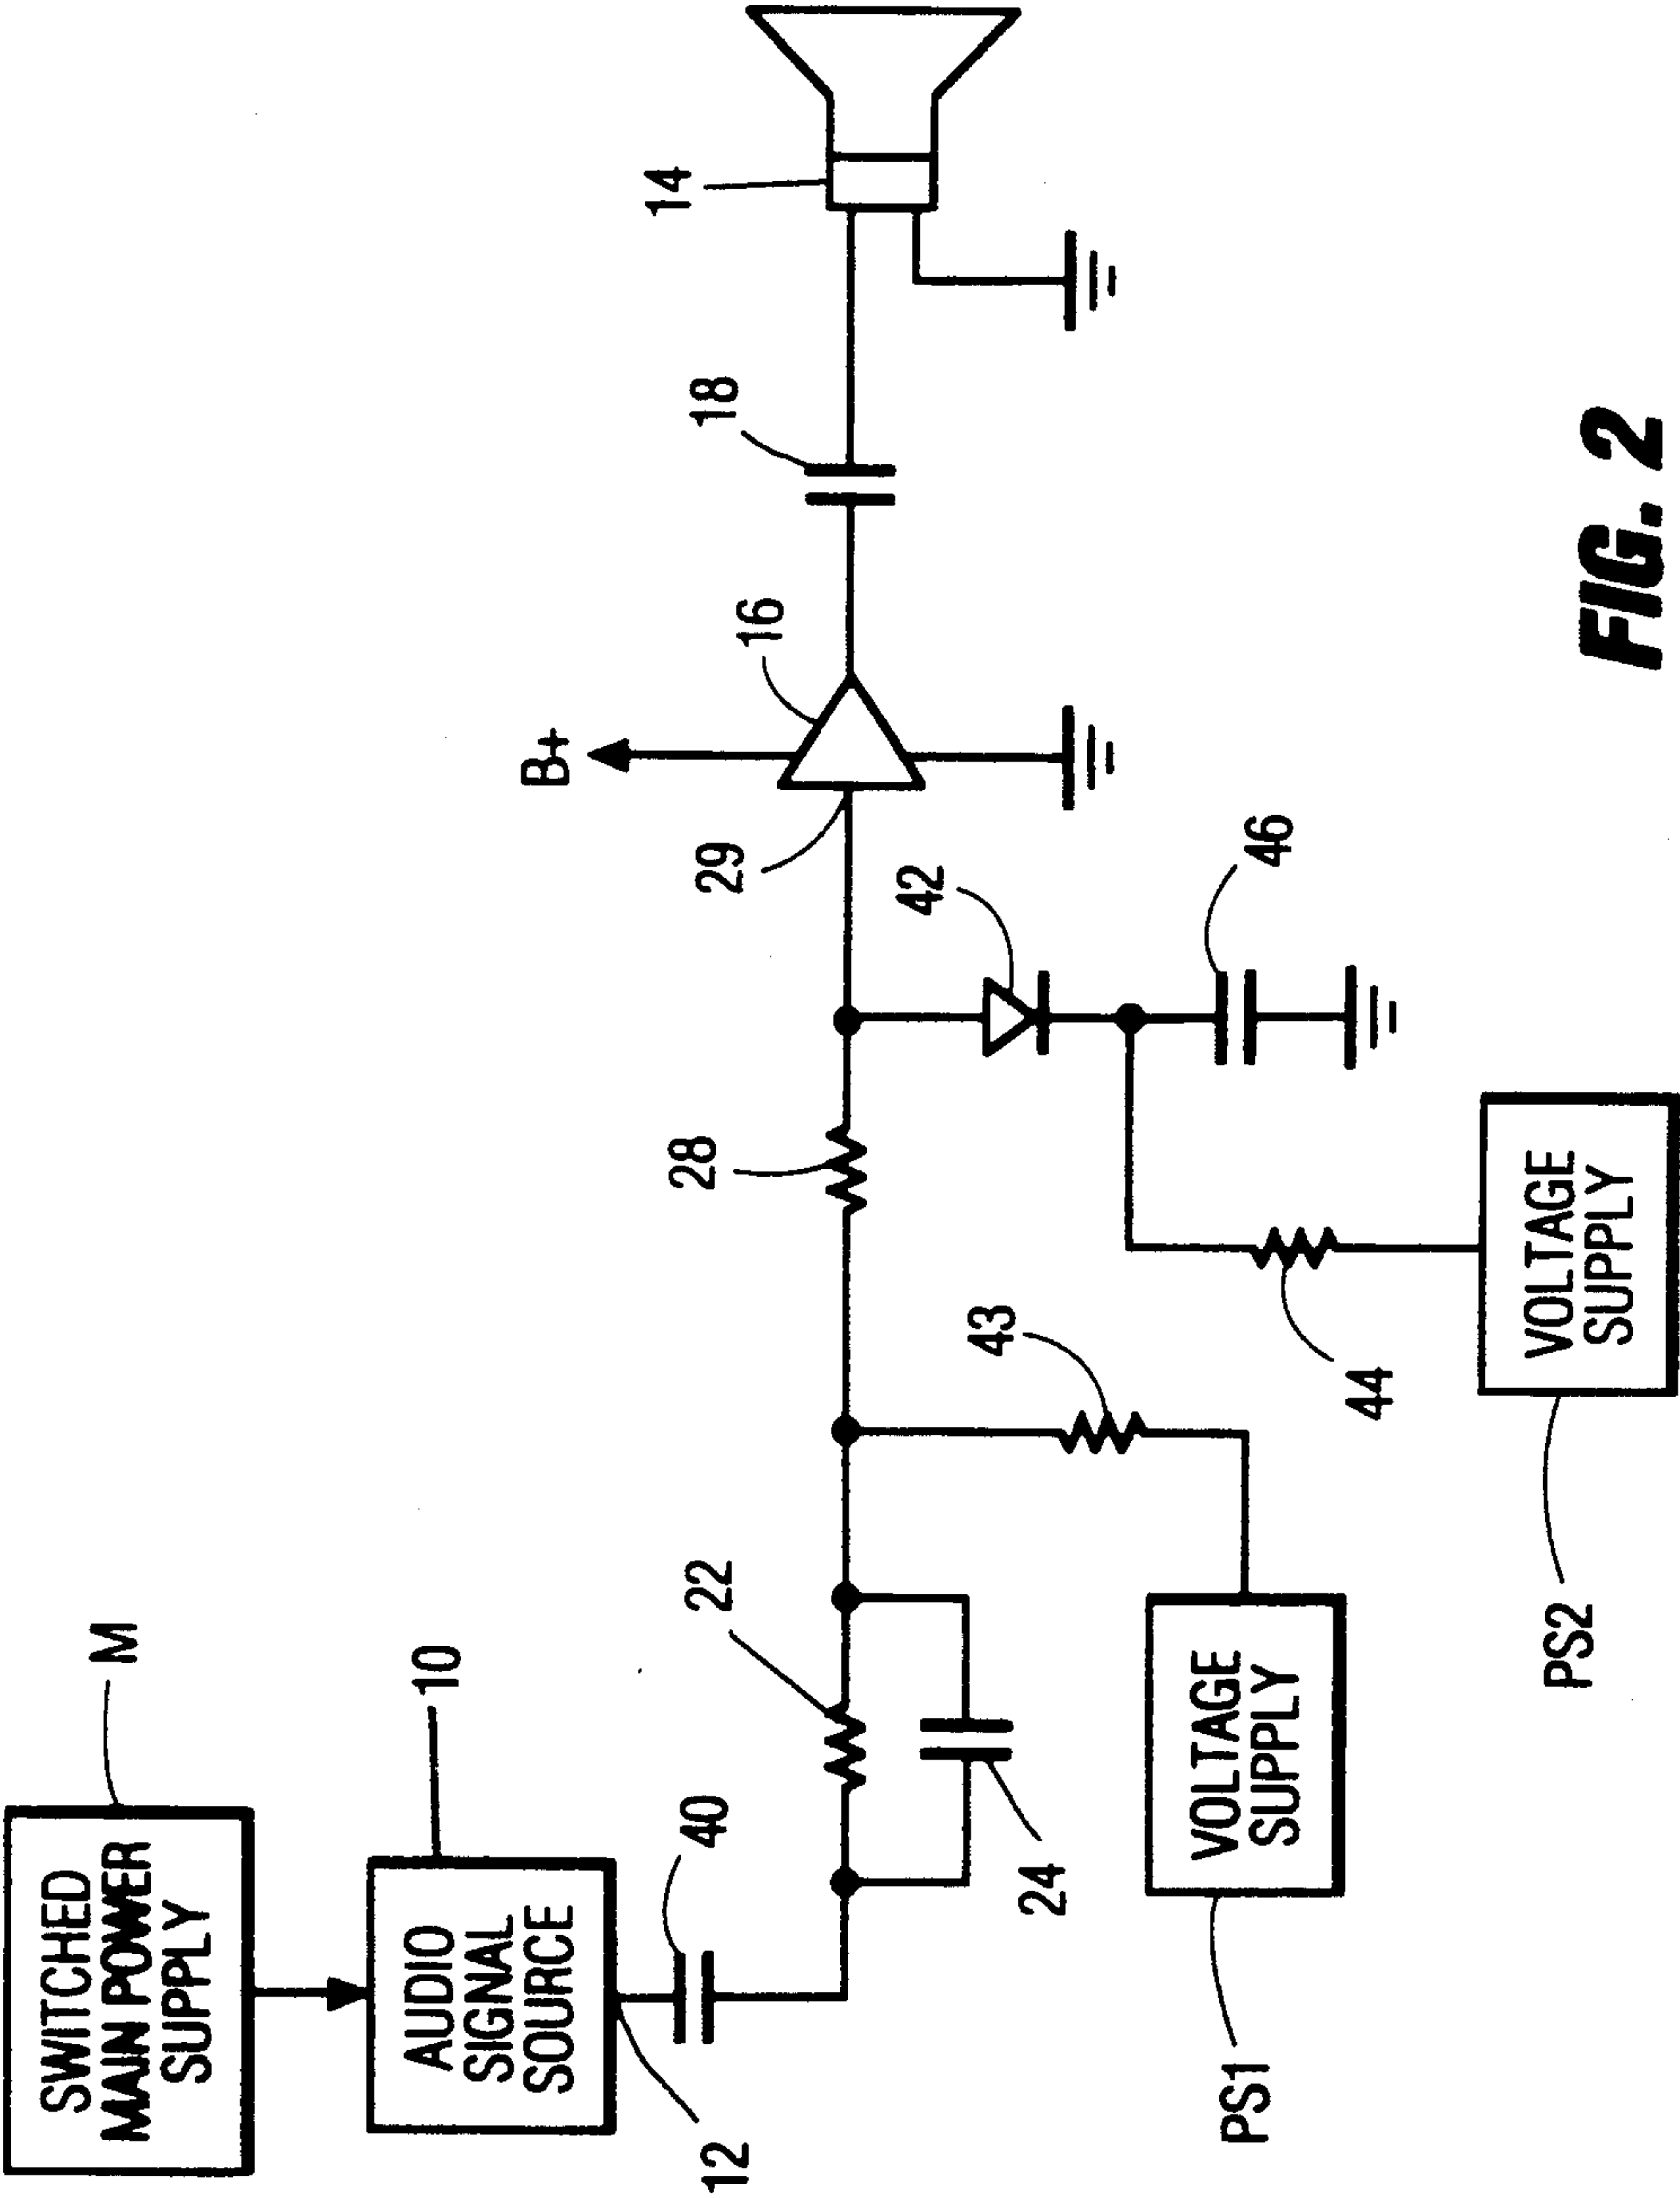 SWITCHED
MAIN POWER
SUPPLY
M
AUDIO
SIGNAL
SOURCE
10
12
40
22
24
28
29
B+
16
18
14
42
46
43
44
VOLTAGE
SUPPLY
PS1
VOLTAGE
SUPPLY
PS2
FIG. 2